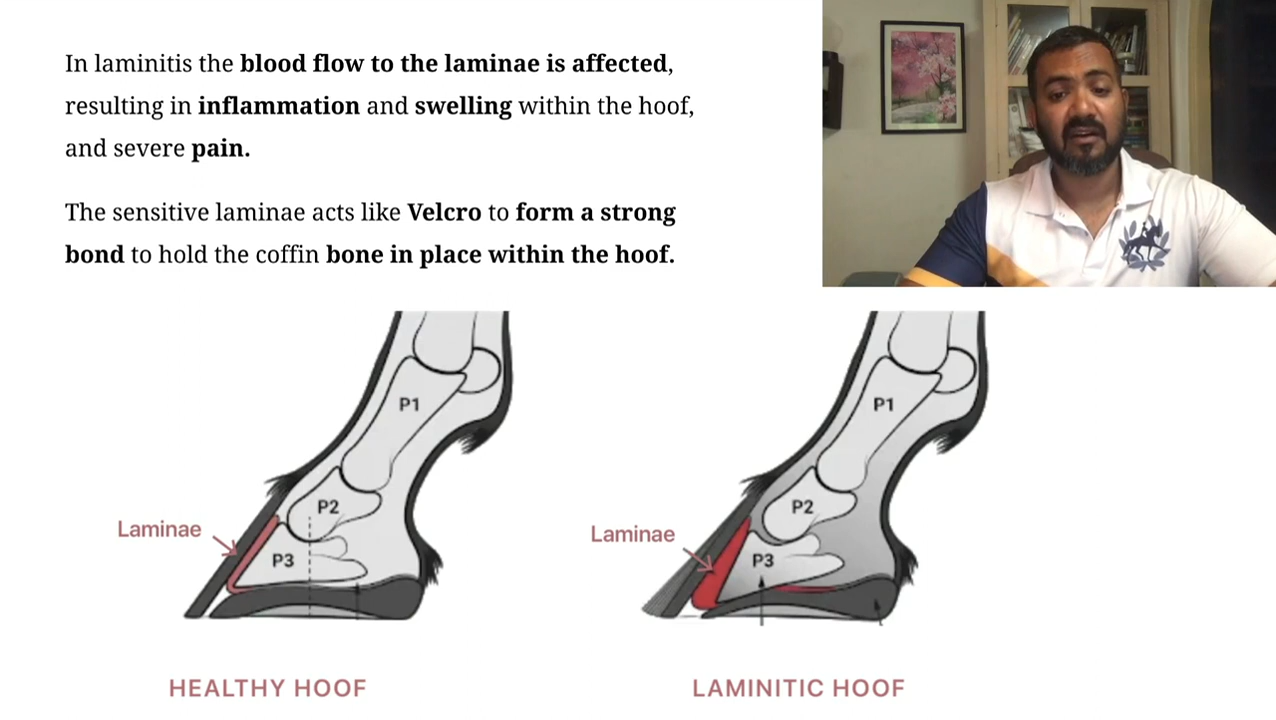 In laminitis the blood flow to the laminae is affected,
resulting in inflammation and swelling within the hoof,
and severe pain.
The sensitive laminae acts like Velcro to form a strong
bond to hold the coffin bone in place within the hoof.
P1
P2
Laminae
P3
HEALTHY HOOF
P1
P2
Laminae
P3
LAMINITIC HOOF